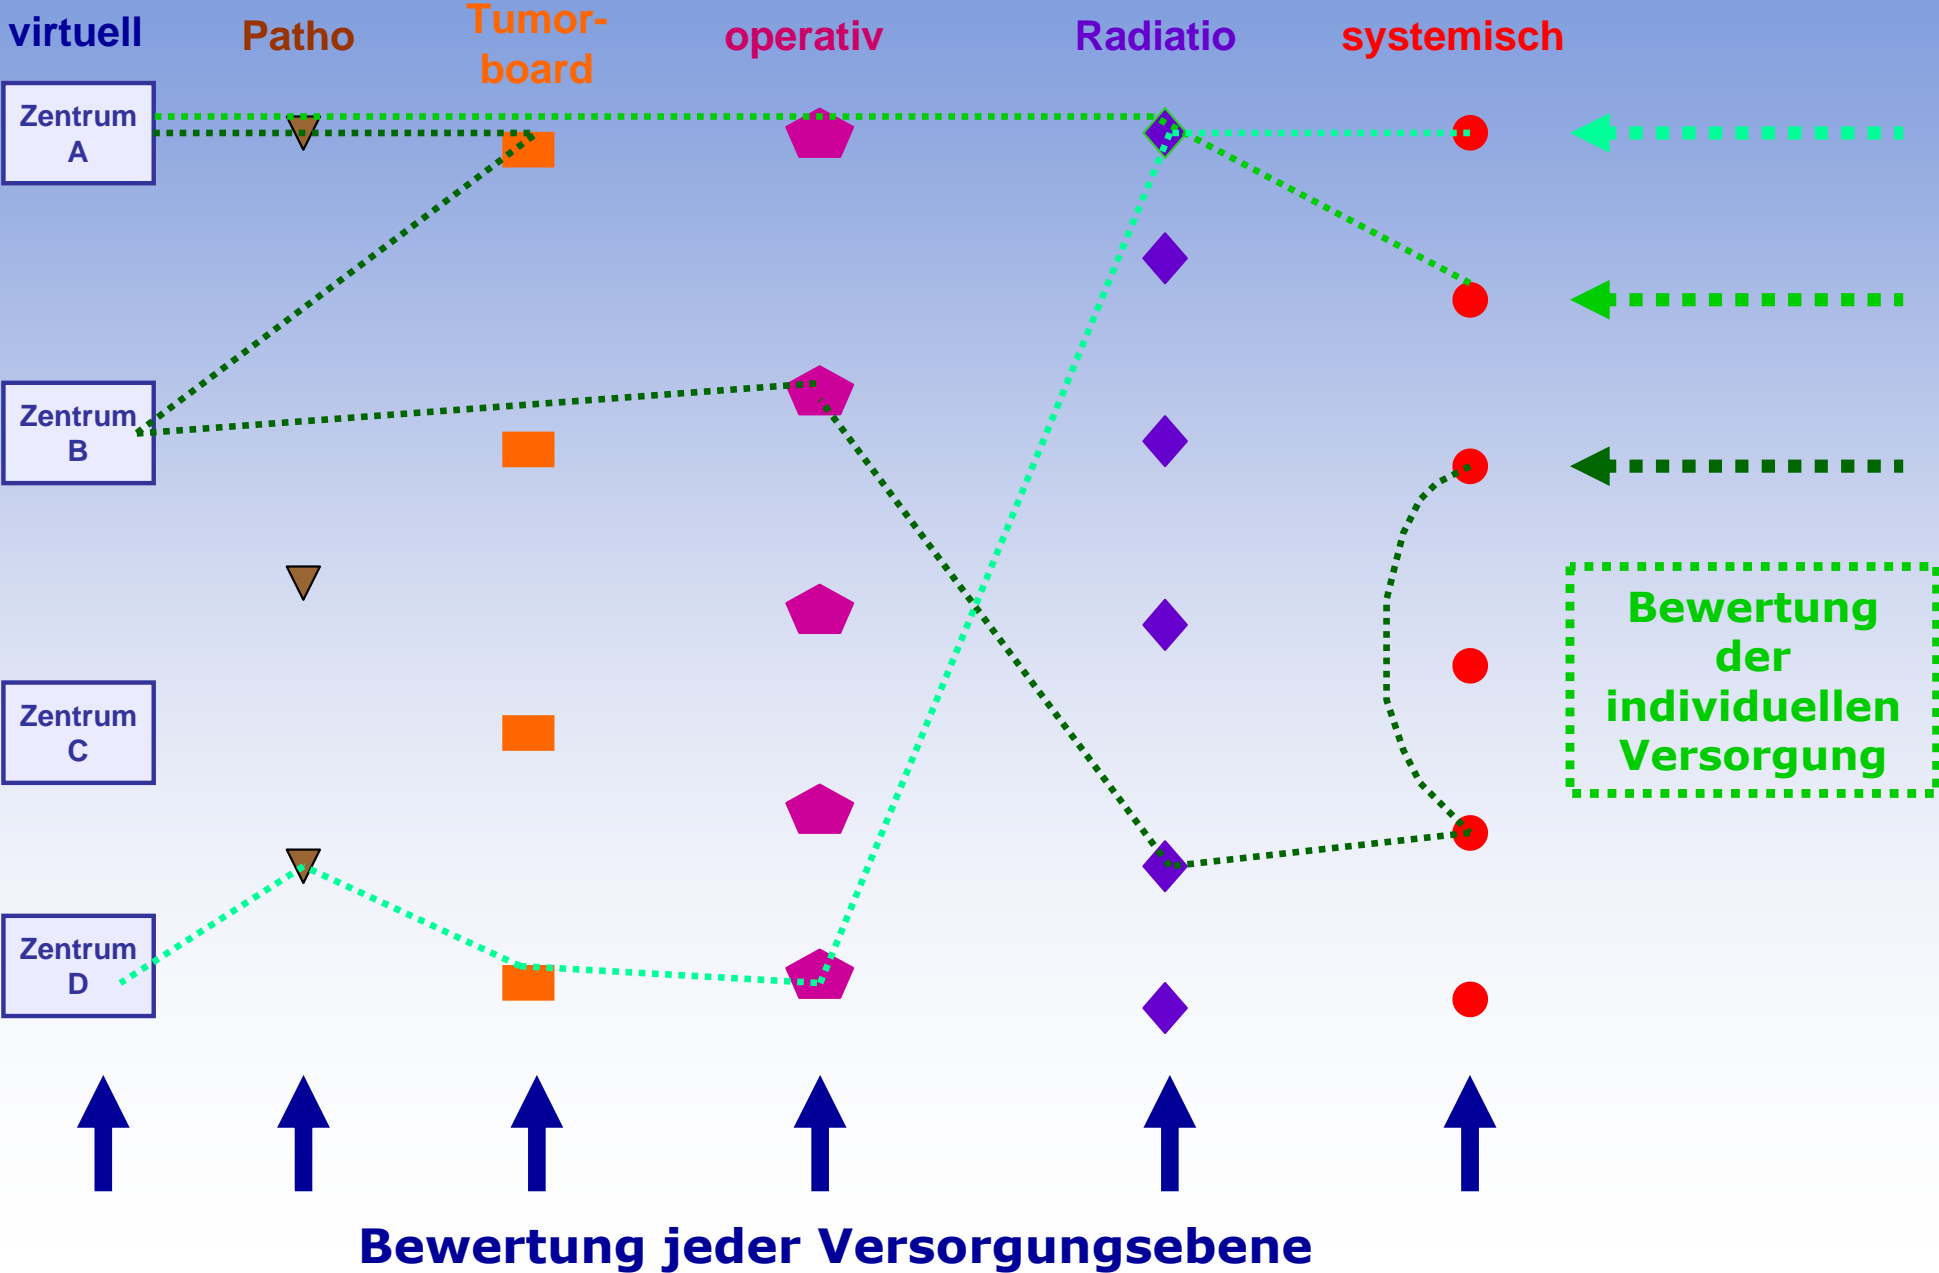 virtuell
Patho
Tumor-
board
operativ
Radiatio
systemisch
Zentrum
A
Zentrum
B
Zentrum
C
Zentrum
D
Bewertung
der
individuellen
Versorgung
Bewertung jeder Versorgungsebene